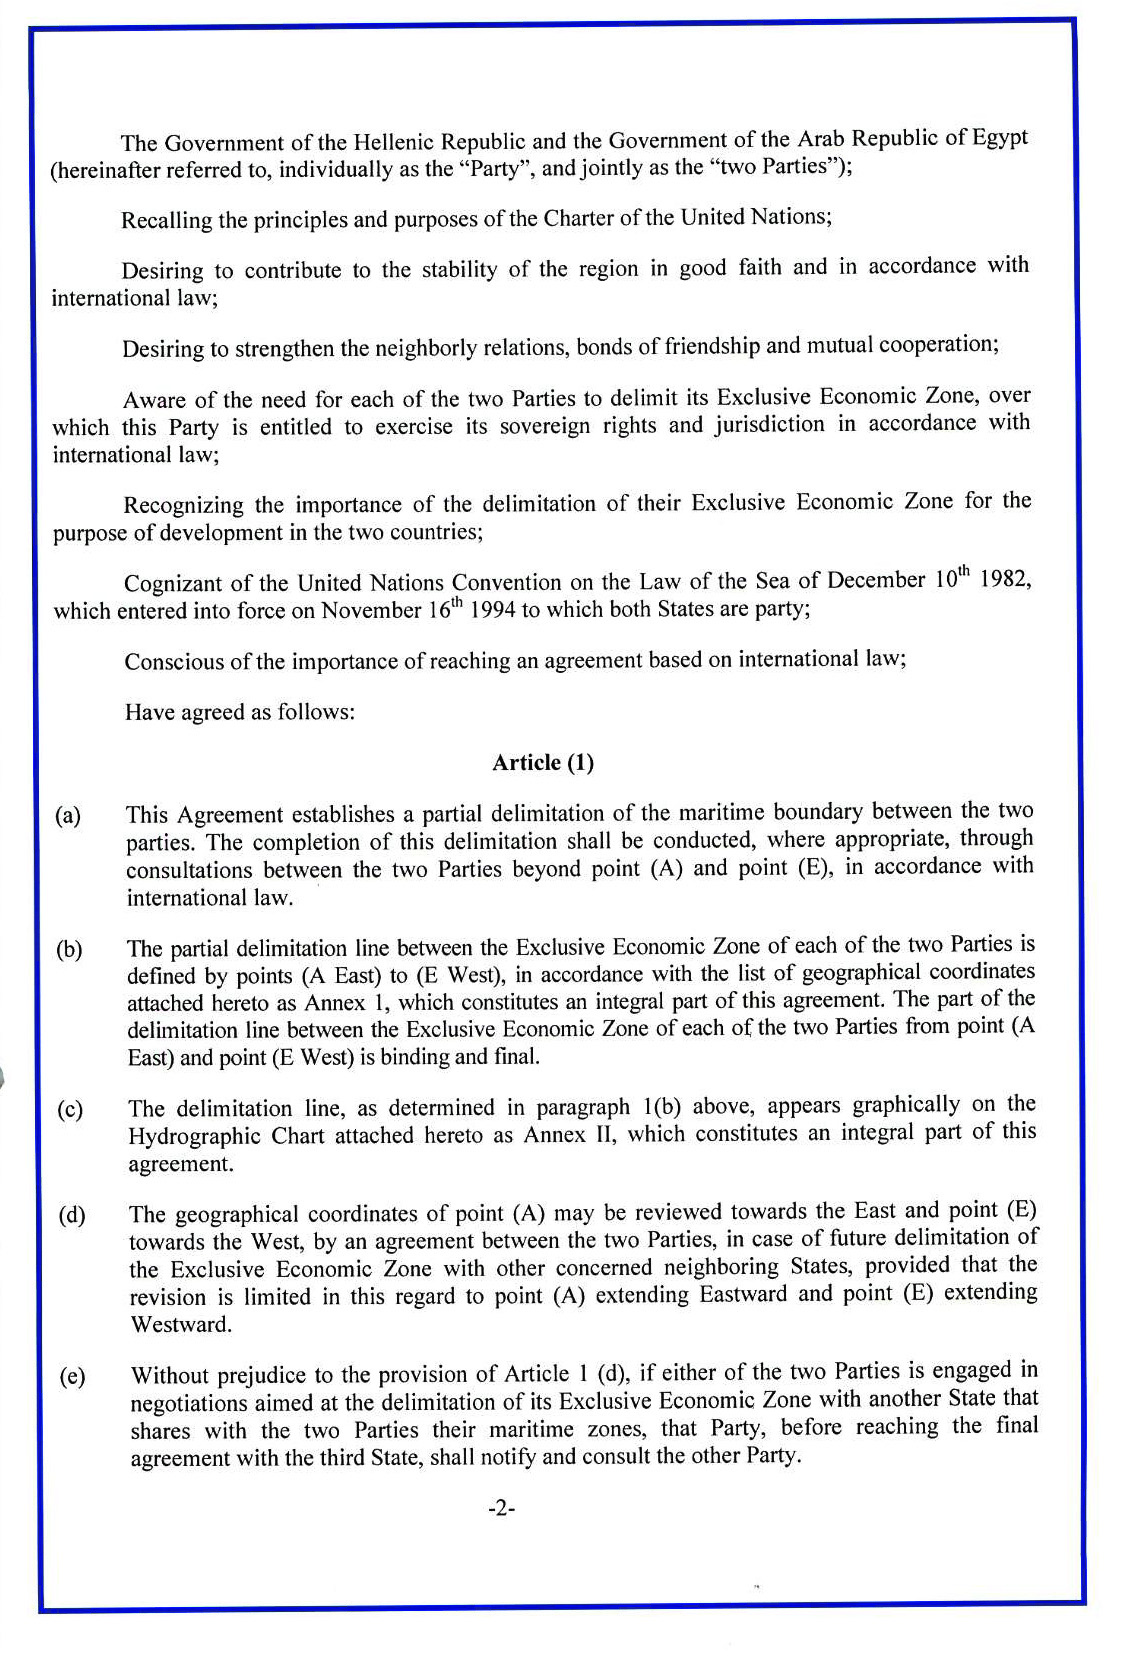 The Government of the Hellenic Republic and the Government of the Arab Republic of Egypt
(hereinafter referred to, individually as the “Party”, and jointly as the “two Parties”);
Recalling the principles and purposes of the Charter of the United Nations;
Desiring to contribute to the stability of the region in good faith and in accordance with
international law;
Desiring to strengthen the neighborly relations, bonds of friendship and mutual cooperation;
Aware of the need for each of the two Parties to delimit its Exclusive Economic Zone, over
which this Party is entitled to exercise its sovereign rights and jurisdiction in accordance with
international law;
Recognizing the importance of the delimitation of their Exclusive Economic Zone for the
purpose of development in the two countries;
Cognizant of the United Nations Convention on the Law of the Sea of December 10th 1982,
which entered into force on November 16th 1994 to which both States are party;
Conscious of the importance of reaching an agreement based on international law;
Have agreed as follows:
Article (1)
(a) This Agreement establishes a partial delimitation of the maritime boundary between the two
parties. The completion of this delimitation shall be conducted, where appropriate, through
consultations between the two Parties beyond point (A) and point (E), in accordance with
international law.
(b) The partial delimitation line between the Exclusive Economic Zone of each of the two Parties is
defined by points (A East) to (E West), in accordance with the list of geographical coordinates
attached hereto as Annex 1, which constitutes an integral part of this agreement. The part of the
delimitation line between the Exclusive Economic Zone of each of the two Parties from point (A
East) and point (E West) is binding and final.
(c) The delimitation line, as determined in paragraph 1(b) above, appears graphically on the
Hydrographic Chart attached hereto as Annex II, which constitutes an integral part of this
agreement.
(d) The geographical coordinates of point (A) may be reviewed towards the East and point (E)
towards the West, by an agreement between the two Parties, in case of future delimitation of
the Exclusive Economic Zone with other concerned neighboring States, provided that the
revision is limited in this regard to point (A) extending Eastward and point (E) extending
Westward.
(e) Without prejudice to the provision of Article 1 (d), if either of the two Parties is engaged in
negotiations aimed at the delimitation of its Exclusive Economic Zone with another State that
shares with the two Parties their maritime zones, that Party, before reaching the final
agreement with the third State, shall notify and consult the other Party.
-2-